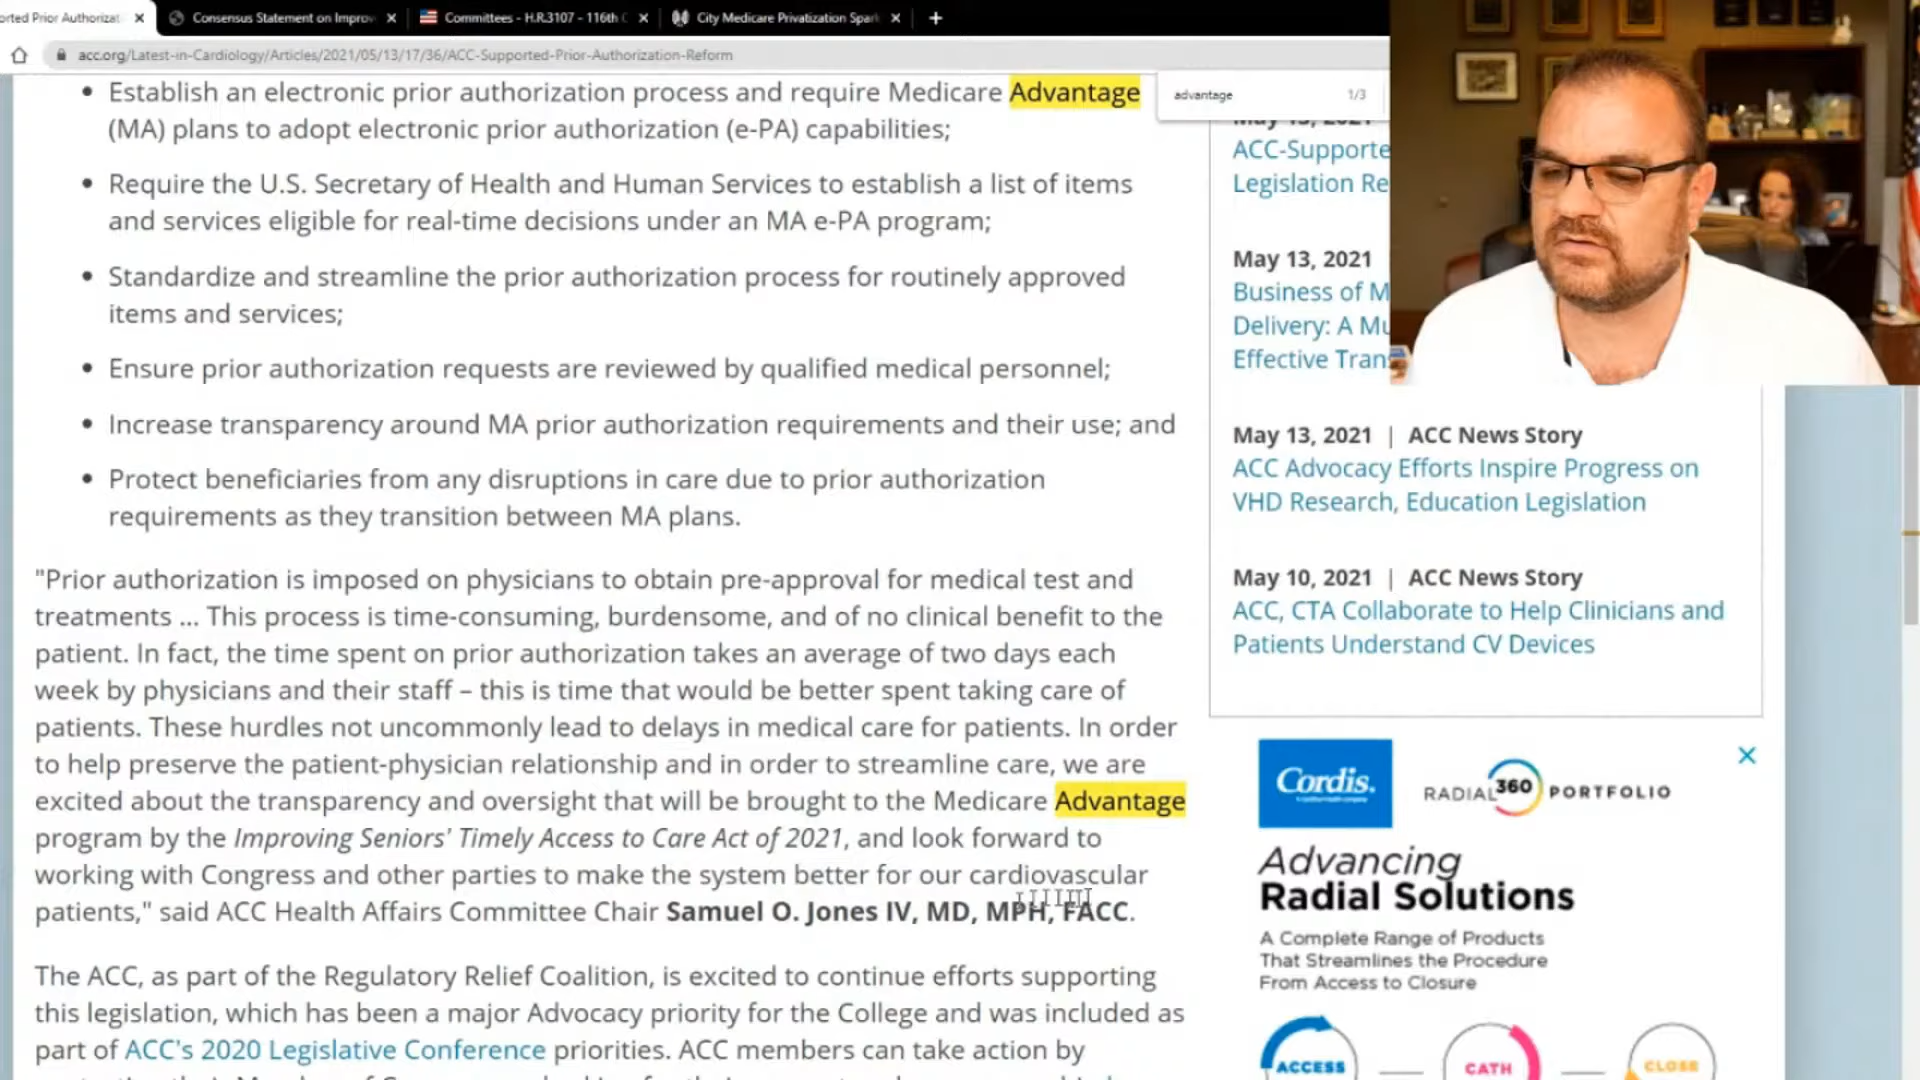 orted Prior Authorizat
Consensus Statement on Improv
Committees - H.R.3107 - 116th C
City Medicare Privatization Spar
acc.org/Latest-in-Cardiology/Articles/2021/05/13/17/36/ACC-Supported-Prior-Authorization-Reform
advantage 1/3
• Establish an electronic prior authorization process and require Medicare Advantage
(MA) plans to adopt electronic prior authorization (e-PA) capabilities;
• Require the U.S. Secretary of Health and Human Services to establish a list of items
and services eligible for real-time decisions under an MA e-PA program;
• Standardize and streamline the prior authorization process for routinely approved
items and services;
• Ensure prior authorization requests are reviewed by qualified medical personnel;
• Increase transparency around MA prior authorization requirements and their use; and
• Protect beneficiaries from any disruptions in care due to prior authorization
requirements as they transition between MA plans.
"Prior authorization is imposed on physicians to obtain pre-approval for medical test and
treatments ... This process is time-consuming, burdensome, and of no clinical benefit to the
patient. In fact, the time spent on prior authorization takes an average of two days each
week by physicians and their staff – this is time that would be better spent taking care of
patients. These hurdles not uncommonly lead to delays in medical care for patients. In order
to help preserve the patient-physician relationship and in order to streamline care, we are
excited about the transparency and oversight that will be brought to the Medicare Advantage
program by the Improving Seniors' Timely Access to Care Act of 2021, and look forward to
working with Congress and other parties to make the system better for our cardiovascular
patients," said ACC Health Affairs Committee Chair Samuel O. Jones IV, MD, MPH, FACC.
The ACC, as part of the Regulatory Relief Coalition, is excited to continue efforts supporting
this legislation, which has been a major Advocacy priority for the College and was included as
part of ACC's 2020 Legislative Conference priorities. ACC members can take action by
May 13, 2021
ACC-Supporte
Legislation Re
May 13, 2021
Business of M
Delivery: A Mu
Effective Tran
May 13, 2021 | ACC News Story
ACC Advocacy Efforts Inspire Progress on
VHD Research, Education Legislation
May 10, 2021 | ACC News Story
ACC, CTA Collaborate to Help Clinicians and
Patients Understand CV Devices
Cordis.
RADIAL 360 PORTFOLIO
Advancing
Radial Solutions
A Complete Range of Products
That Streamlines the Procedure
From Access to Closure
ACCESS
CATH
CLOSE